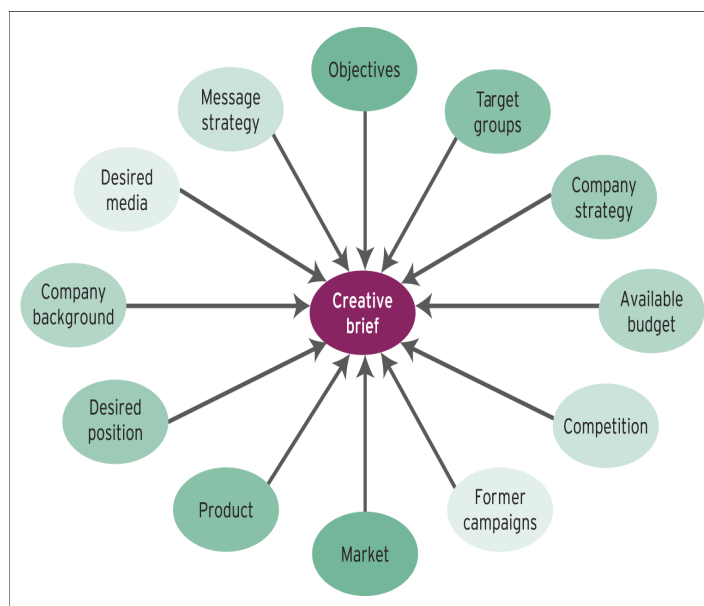 Objectives
Target
groups
Company
strategy
Available
budget
Competition
Former
campaigns
Market
Product
Desired
position
Company
background
Desired
media
Message
strategy
Creative
brief